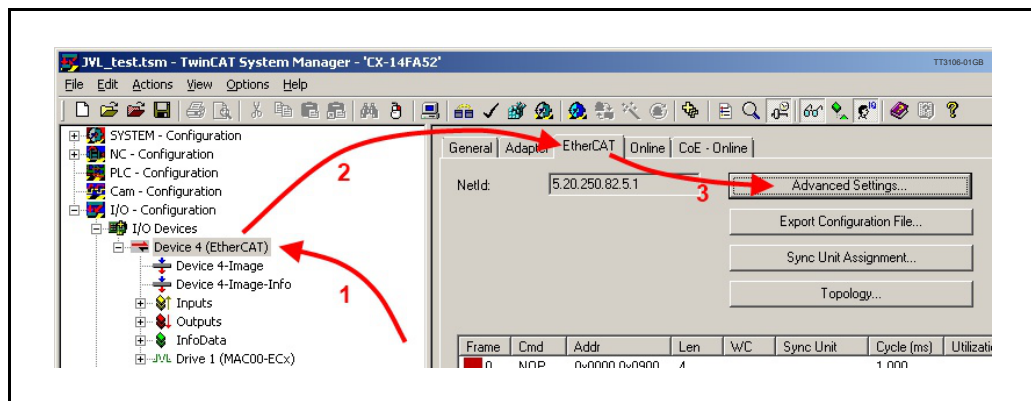 JVL_test.tsm - TwinCAT System Manager - 'CX-14FA52'
TT3106-01GB
File Edit Actions View Options Help
SYSTEM - Configuration
NC - Configuration
PLC - Configuration
Cam - Configuration
I/O - Configuration
I/O Devices
Device 4 (EtherCAT)
Device 4-Image
Device 4-Image-Info
Inputs
Outputs
InfoData
JVL Drive 1 (MAC00-ECx)
1
2
General Adapter EtherCAT Online CoE - Online
NetId: 5.20.250.82.5.1
3
Advanced Settings...
Export Configuration File...
Sync Unit Assignment...
Topology...
Frame Cmd Addr Len WC Sync Unit Cycle (ms) Utilizati
0 NOP 0x0000 0x0900 4 1.000